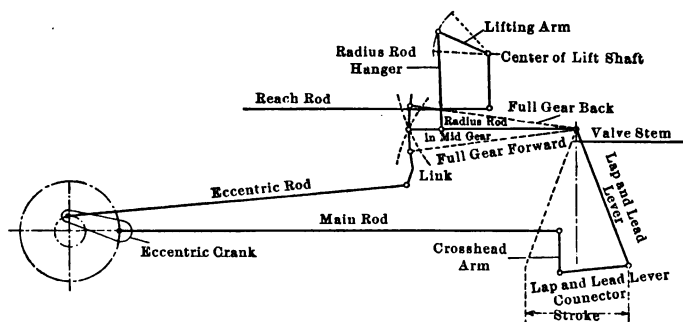 Lifting Arm
Radius Rod
Hanger
Center of Lift Shaft
Reach Rod
Full Gear Back
Radius Rod
in Mid Gear
Valve Stem
Full Gear Forward
Link
Eccentric Rod
Lap and Lead
Lever
Main Rod
Eccentric Crank
Crosshead
Arm
Lap and Lead Lever
Connector
Stroke